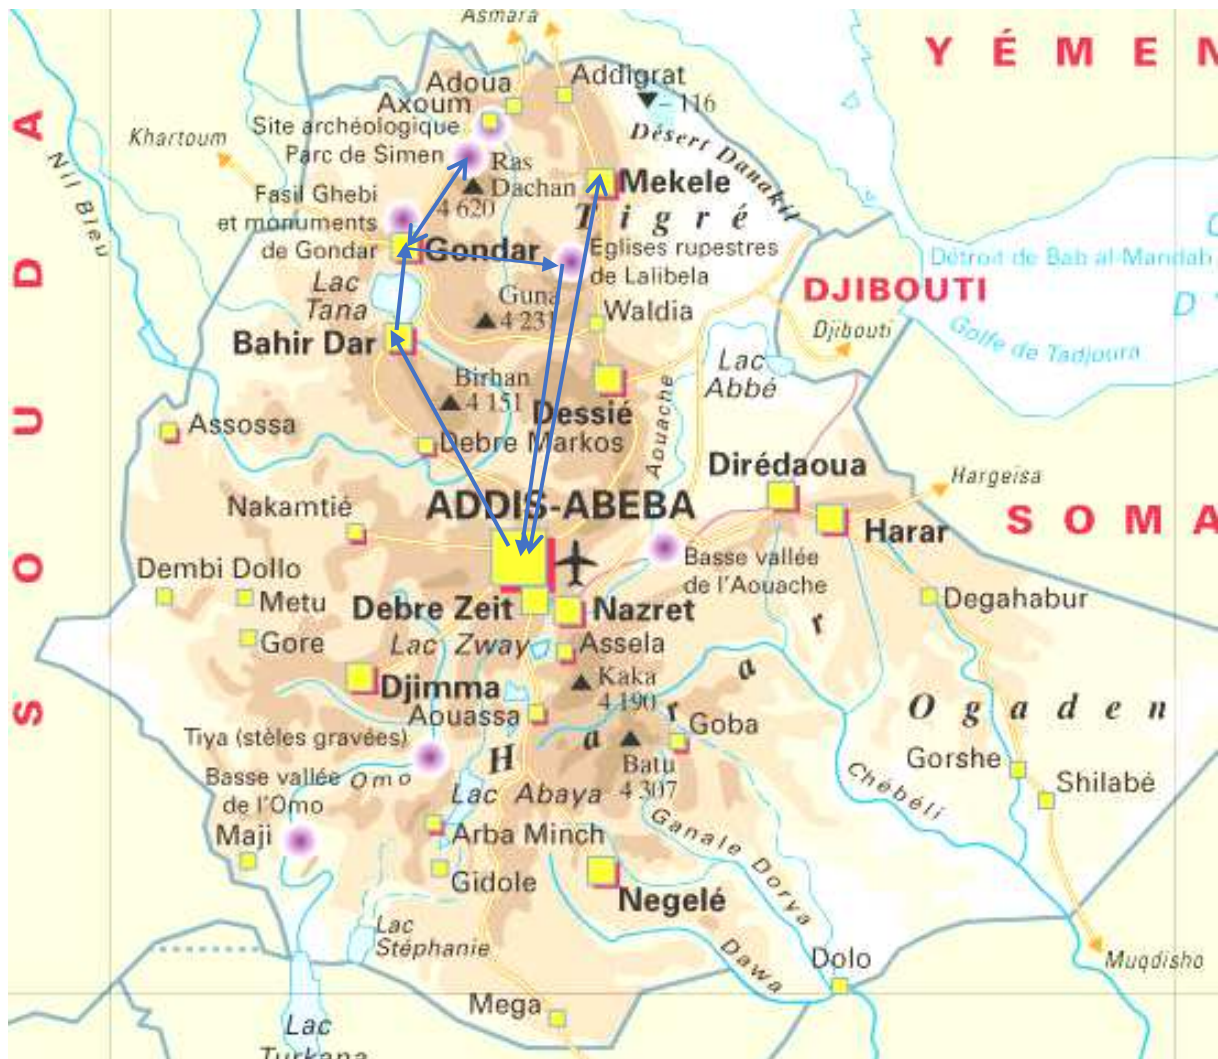 Asmara
YÉMEN
Adoua
Addigrat
Axoum
– 116
Site archéologique
Khartoum
Parc de Simen
Désert Danakil
Ras
Dachan
4 620
Mekele
Fasil Ghebi
et monuments
de Gondar
Tigré
Nil Bleu
Gondar
Eglises rupestres
de Lalibela
Détroit de Bab al-Mandab
Lac
Tana
Guna
4 231
Waldia
DJIBOUTI
D'
Djibouti
Golfe de Tadjoura
Bahir Dar
Lac
Abbé
Birhan
4 151
Dessié
Aouache
Assossa
Debre Markos
Dirédaoua
Hargeisa
Nakamtié
ADDIS-ABEBA
Harar
SOMA
SOUDA
Basse vallée
de l'Aouache
Dembi Dollo
Metu
Debre Zeit
Nazret
Degahabur
Gore
Lac Zway
Assela
Kaka
4 190
Djimma
Aouassa
Harar
Ogaden
Goba
Tiya (stèles gravées)
Batu
4 307
Gorshe
Shilabé
Basse vallée
de l'Omo
Omo
Lac Abaya
Chébéli
Maji
Arba Minch
Ganale Dorya
Gidole
Negelé
Lac
Stéphanie
Dawa
Dolo
Muqdisho
Mega
Lac
Turkana